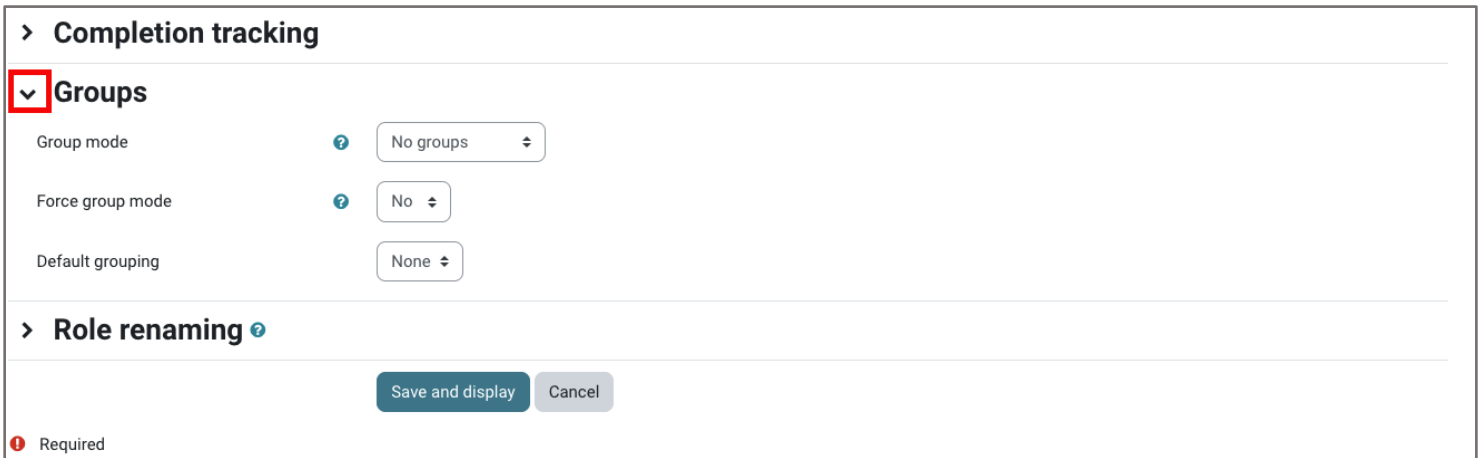 Completion tracking
Groups
Group mode No groups
Force group mode No
Default grouping None
Role renaming
Save and display Cancel
Required